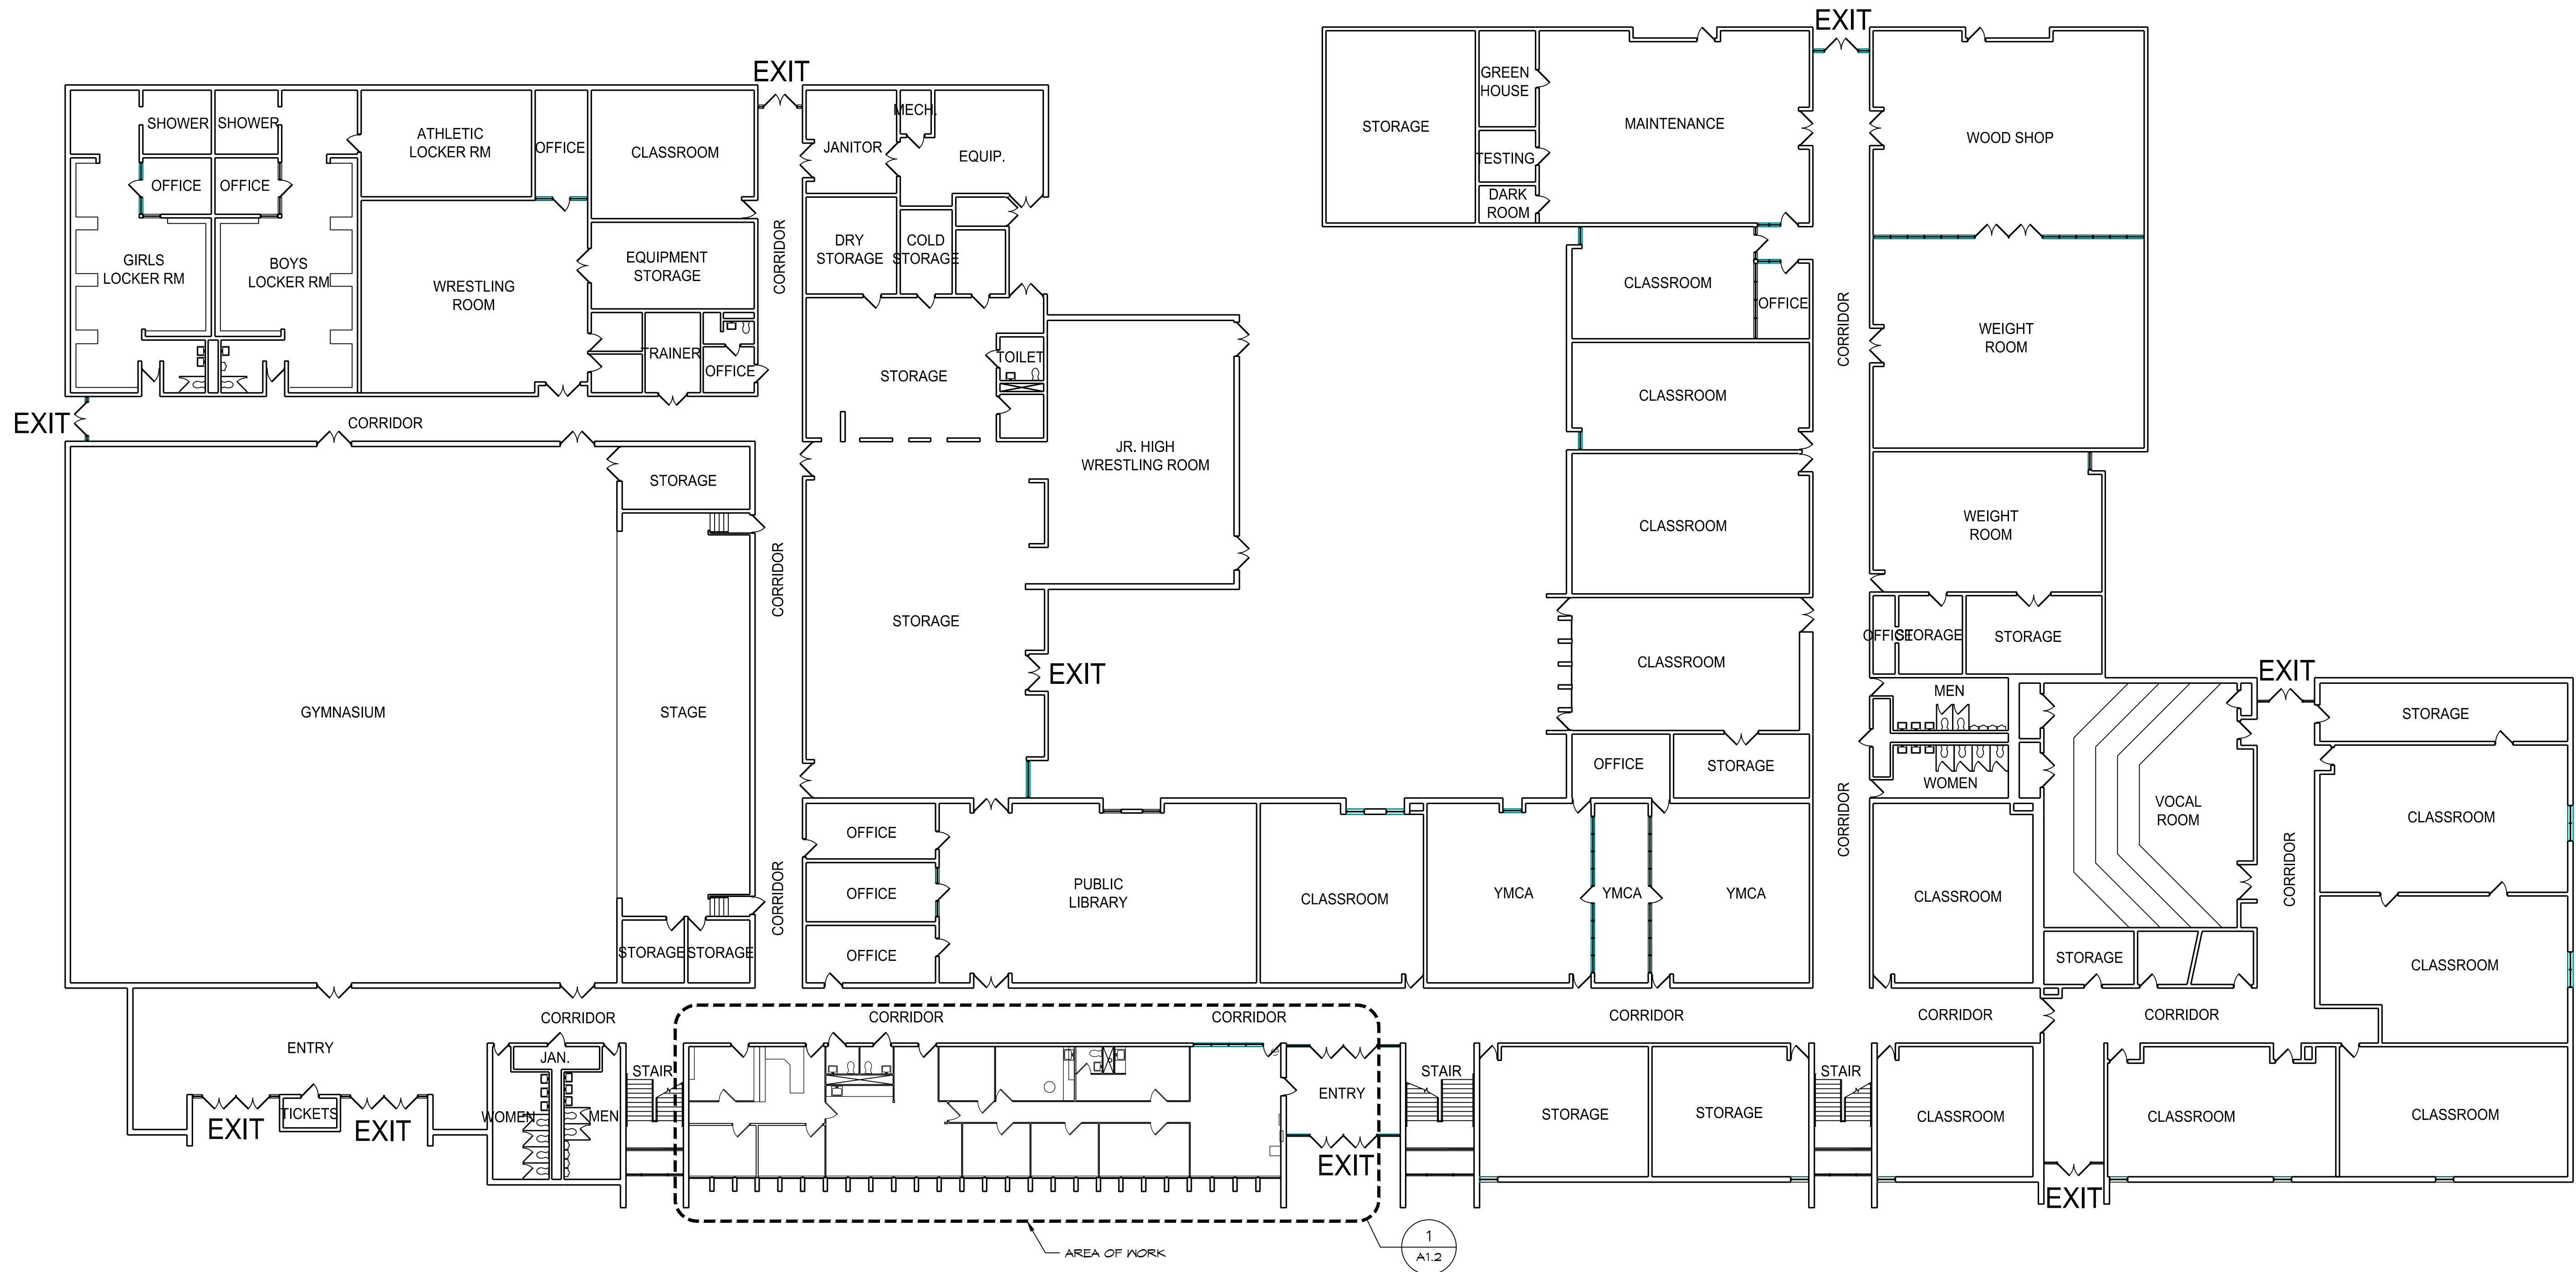 EXIT
EXIT
MECH.
SHOWER
SHOWER
ATHLETIC
LOCKER RM
OFFICE
CLASSROOM
JANITOR
EQUIP.
OFFICE
OFFICE
GIRLS
LOCKER RM
BOYS
LOCKER RM
WRESTLING
ROOM
EQUIPMENT
STORAGE
CORRIDOR
DRY
STORAGE
COLD
STORAGE
TRAINER
OFFICE
STORAGE
TOILET
EXIT
CORRIDOR
STORAGE
JR. HIGH
WRESTLING ROOM
CORRIDOR
STORAGE
EXIT
GYMNASIUM
STAGE
CORRIDOR
STORAGE
STORAGE
STORAGE
GREEN
HOUSE
MAINTENANCE
WOOD SHOP
TESTING
DARK
ROOM
CLASSROOM
OFFICE
CORRIDOR
WEIGHT
ROOM
CLASSROOM
CLASSROOM
WEIGHT
ROOM
CLASSROOM
OFFICE
STORAGE
STORAGE
EXIT
MEN
WOMEN
STORAGE
OFFICE
STORAGE
CORRIDOR
VOCAL
ROOM
CORRIDOR
CLASSROOM
OFFICE
OFFICE
OFFICE
PUBLIC
LIBRARY
CLASSROOM
YMCA
YMCA
YMCA
CLASSROOM
STORAGE
CLASSROOM
CORRIDOR
CORRIDOR
CORRIDOR
CORRIDOR
CORRIDOR
CORRIDOR
ENTRY
JAN.
STAIR
ENTRY
STAIR
STAIR
TICKETS
WOMEN
MEN
STORAGE
STORAGE
CLASSROOM
CLASSROOM
CLASSROOM
EXIT
EXIT
EXIT
EXIT
AREA OF WORK
1
A1.2